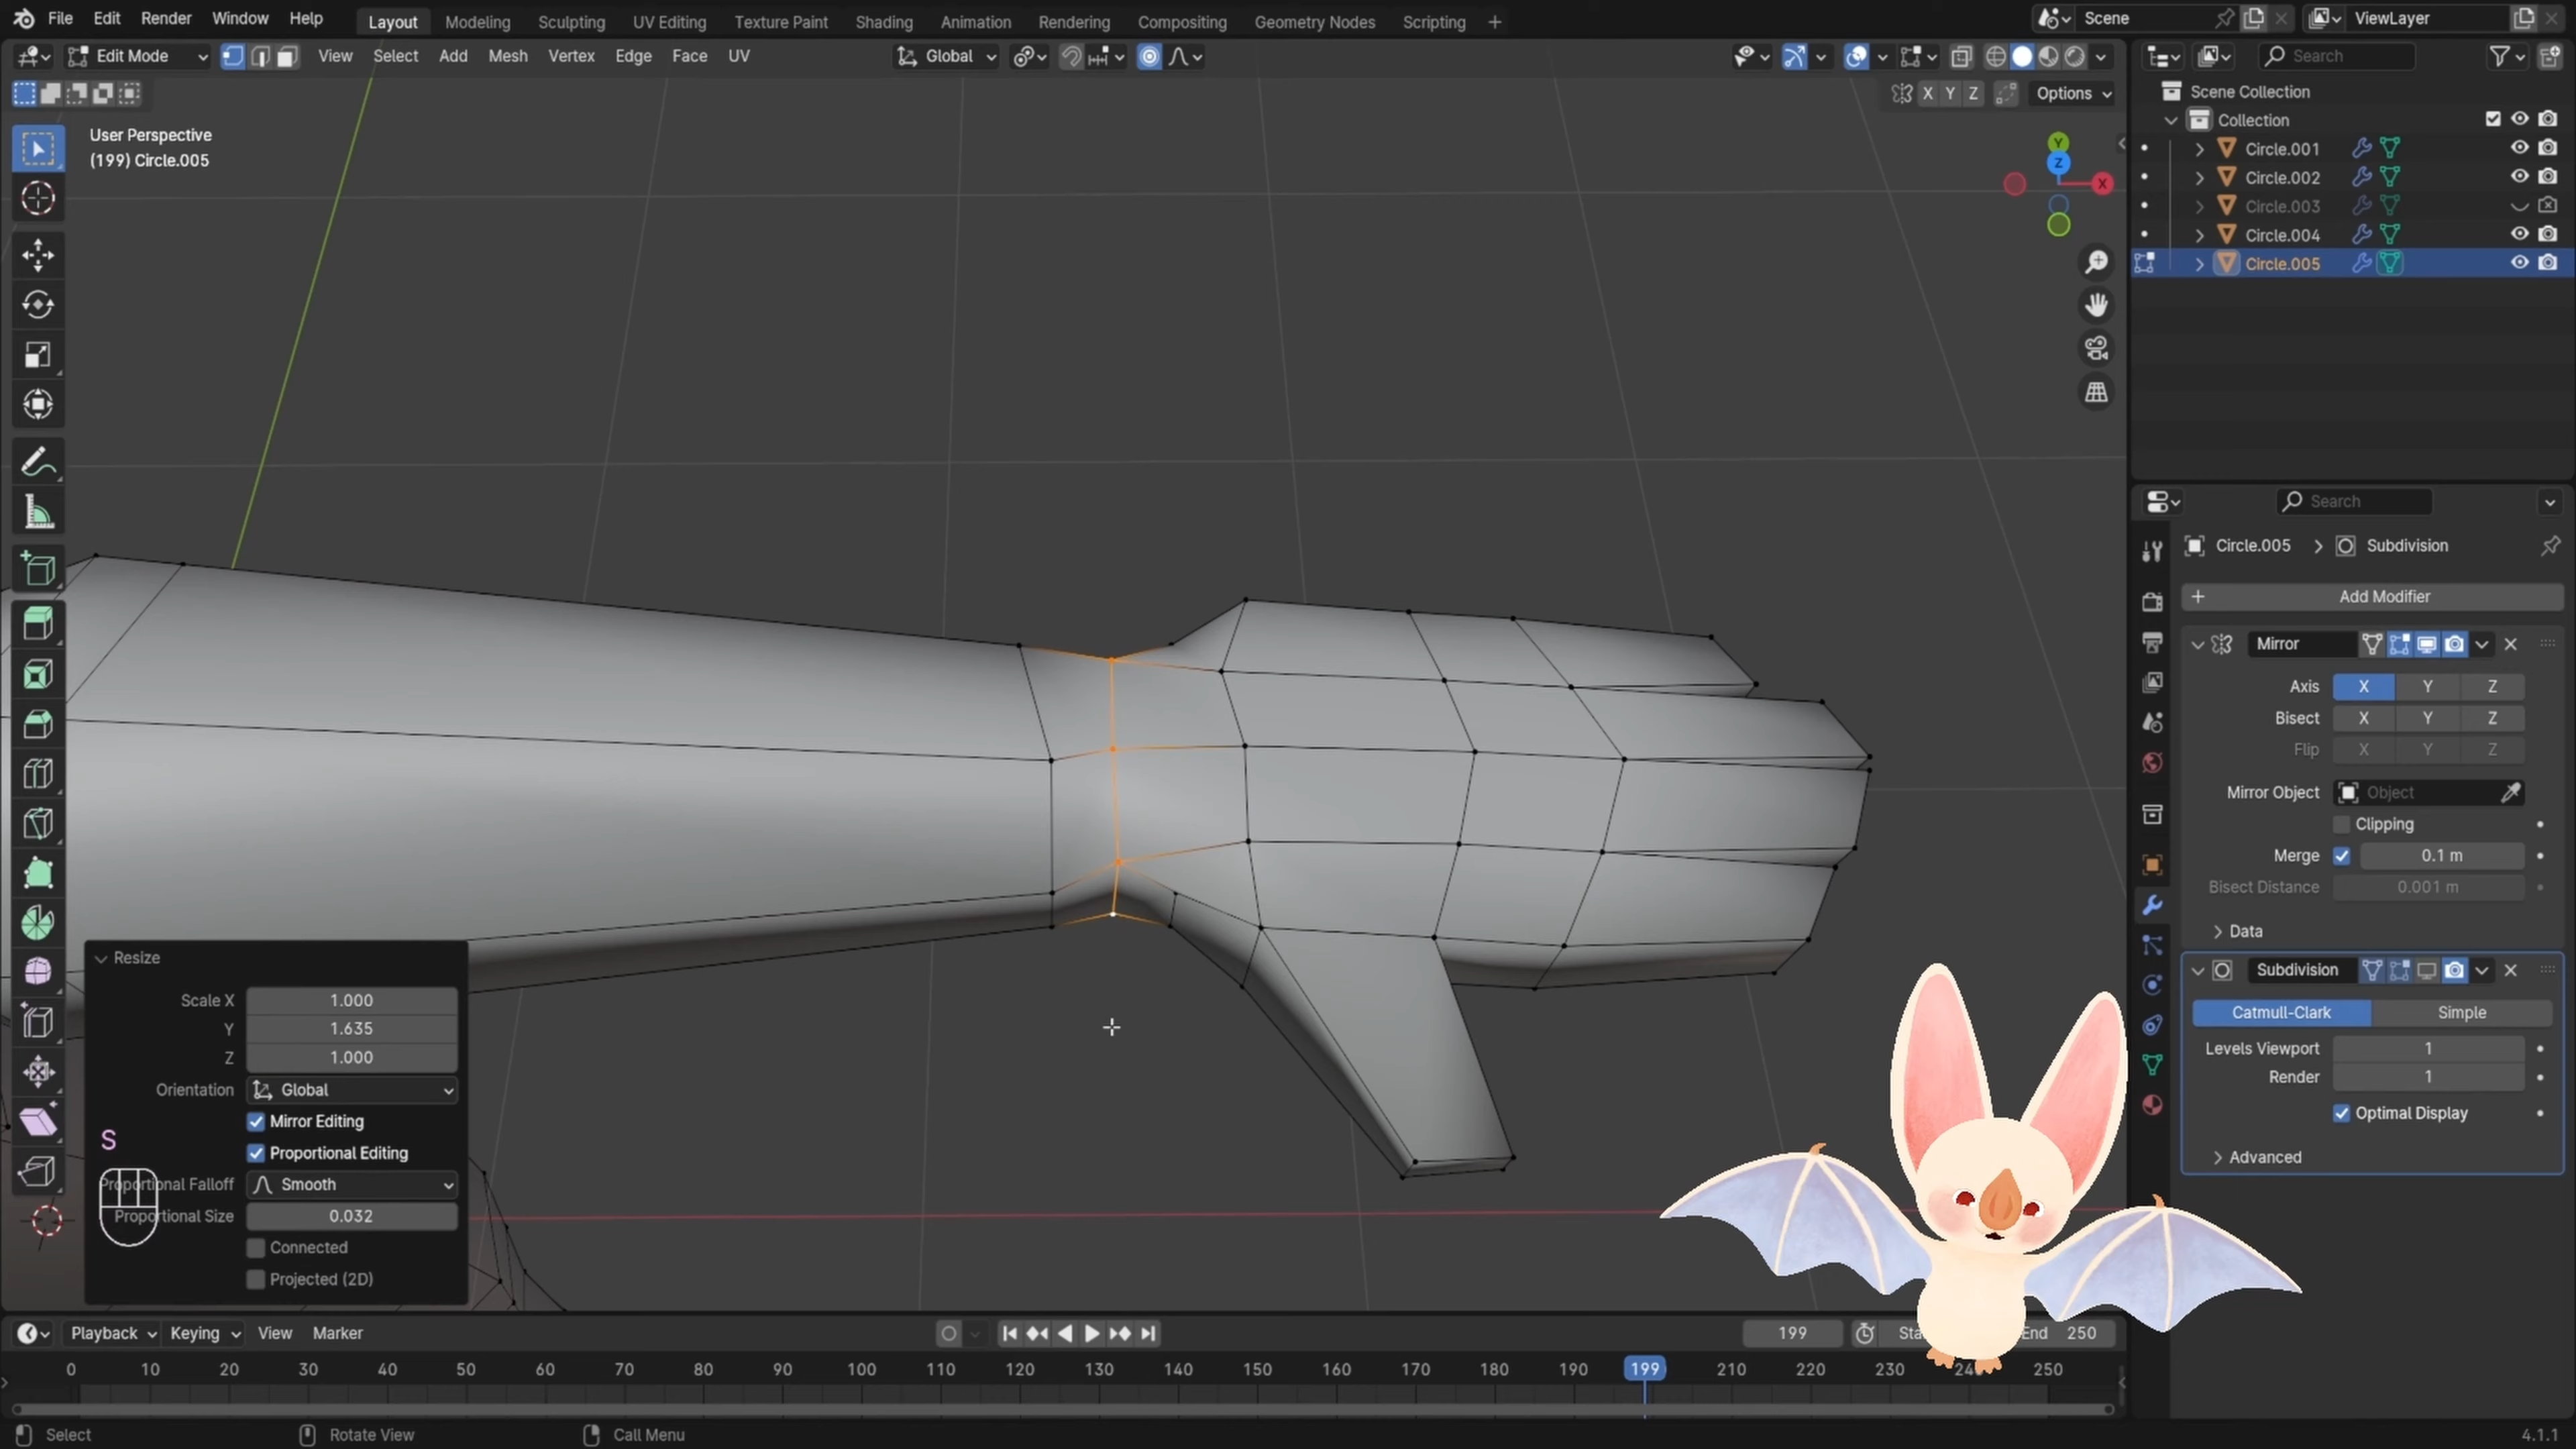 File Edit Render Window Help Layout Modeling Sculpting UV Editing Texture Paint Shading Animation Rendering Compositing Geometry Nodes Scripting + Scene ViewLayer
Edit Mode View Select Add Mesh Vertex Edge Face UV Global Search
X Y Z Options
User Perspective
(199) Circle.005
Y
Z
X
Scene Collection
Collection
Circle.001
Circle.002
Circle.003
Circle.004
Circle.005
Search
Circle.005 > Subdivision
+ Add Modifier
Mirror
Axis X Y Z
Bisect X Y Z
Flip X Y Z
Mirror Object Object
Clipping
Merge 0.1 m
Bisect Distance 0.001 m
Data
Subdivision
Catmull-Clark Simple
Levels Viewport 1
Render 1
Optimal Display
Advanced
Resize
Scale X 1.000
Y 1.635
Z 1.000
Orientation Global
Mirror Editing
S
Proportional Editing
Proportional Falloff Smooth
Proportional Size 0.032
Connected
Projected (2D)
Playback Keying View Marker 199 Sta End 250
0 10 20 30 40 50 60 70 80 90 100 110 120 130 140 150 160 170 180 190 199 210 220 230 240 250
Select Rotate View Call Menu 4.1.1